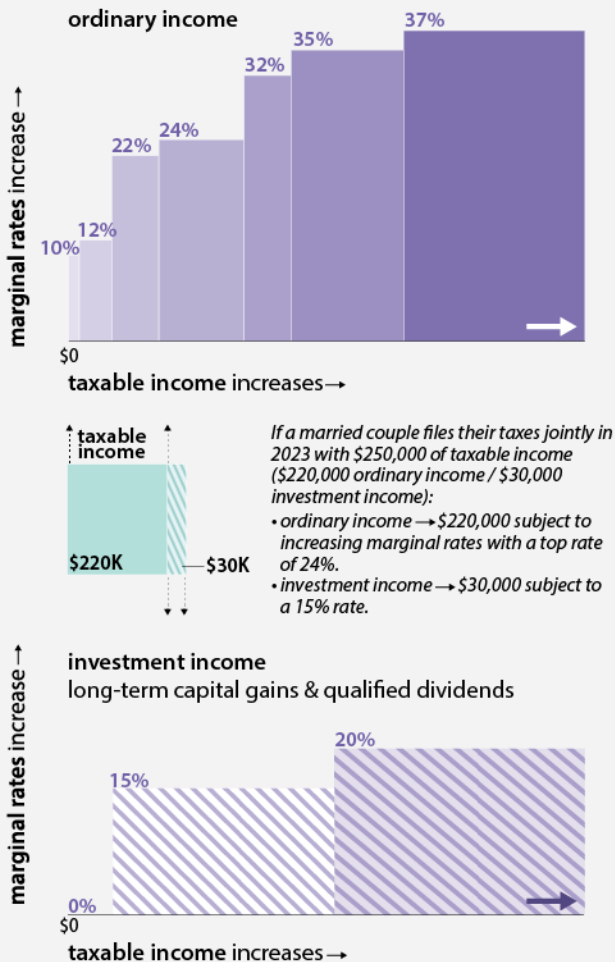 ordinary income
37%
35%
32%
24%
22%
12%
10%
marginal rates increase →
$0
taxable income increases→
taxable
income
$220K
$30K
If a married couple files their taxes jointly in
2023 with $250,000 of taxable income
($220,000 ordinary income / $30,000
investment income):
• ordinary income → $220,000 subject to
increasing marginal rates with a top rate
of 24%.
• investment income → $30,000 subject to
a 15% rate.
investment income
long-term capital gains & qualified dividends
20%
15%
0%
marginal rates increase →
$0
taxable income increases→